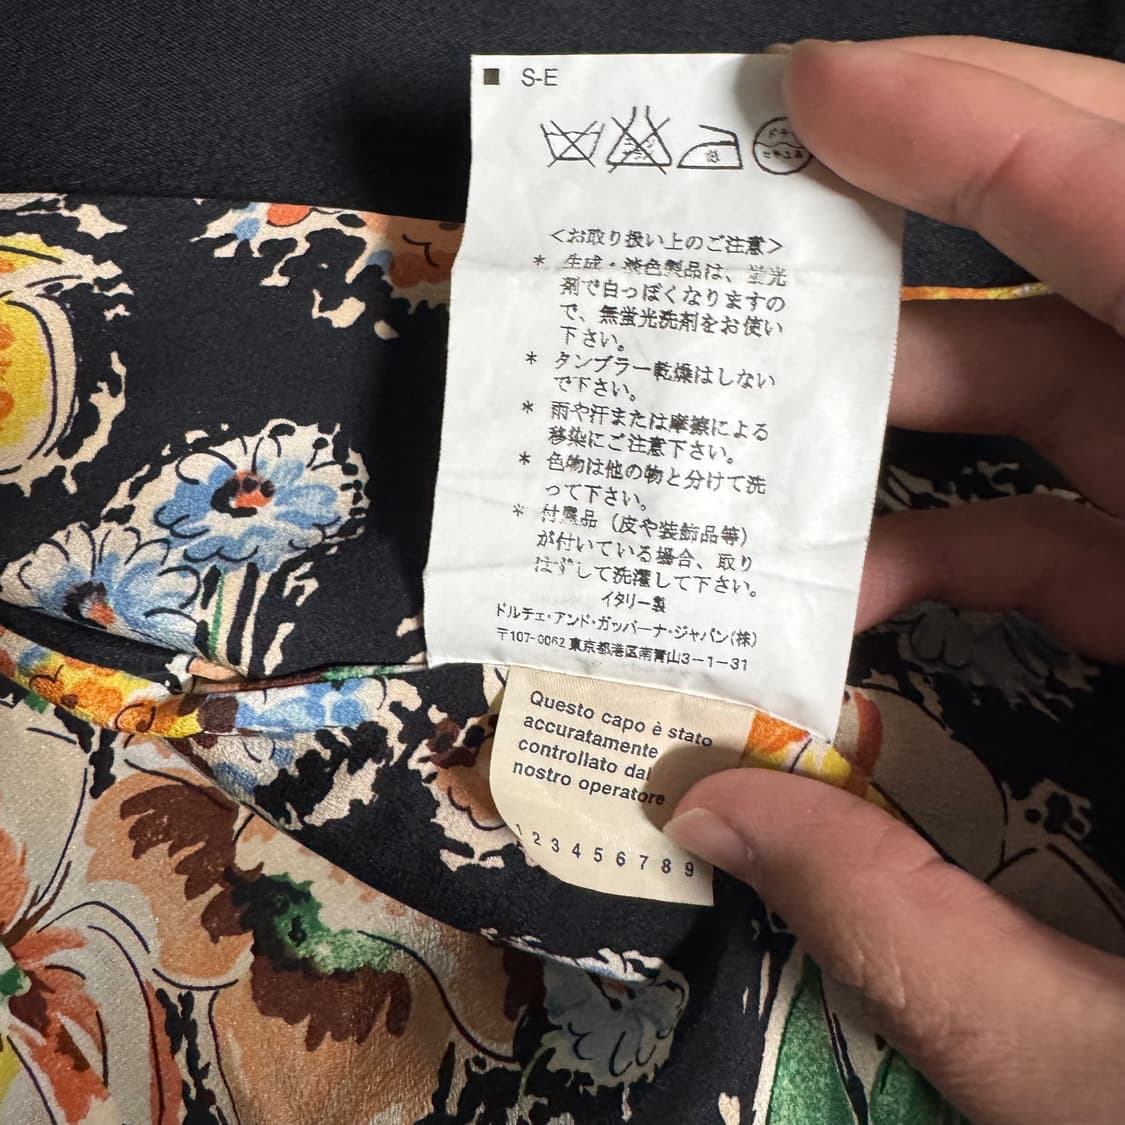 S-E
<お取り扱い上のご注意>
* 生成・淡色製品は、蛍光
剤で白っぽくなりますの
で、無蛍光洗剤をお使い
下さい。
* タンブラー乾燥はしない
で下さい。
* 雨や汗または摩擦による
移染にご注意下さい。
* 色物は他の物と分けて洗
って下さい。
* 付属品（皮や装飾品等）
が付いている場合、取り
はずして洗濯して下さい。
イタリー製
ドルチェ・アンド・ガッバーナ・ジャパン(株)
〒107-0062 東京都港区南青山3-1-31
Questo capo è stato
accuratamente
controllato dal
nostro operatore
1 2 3 4 5 6 7 8 9